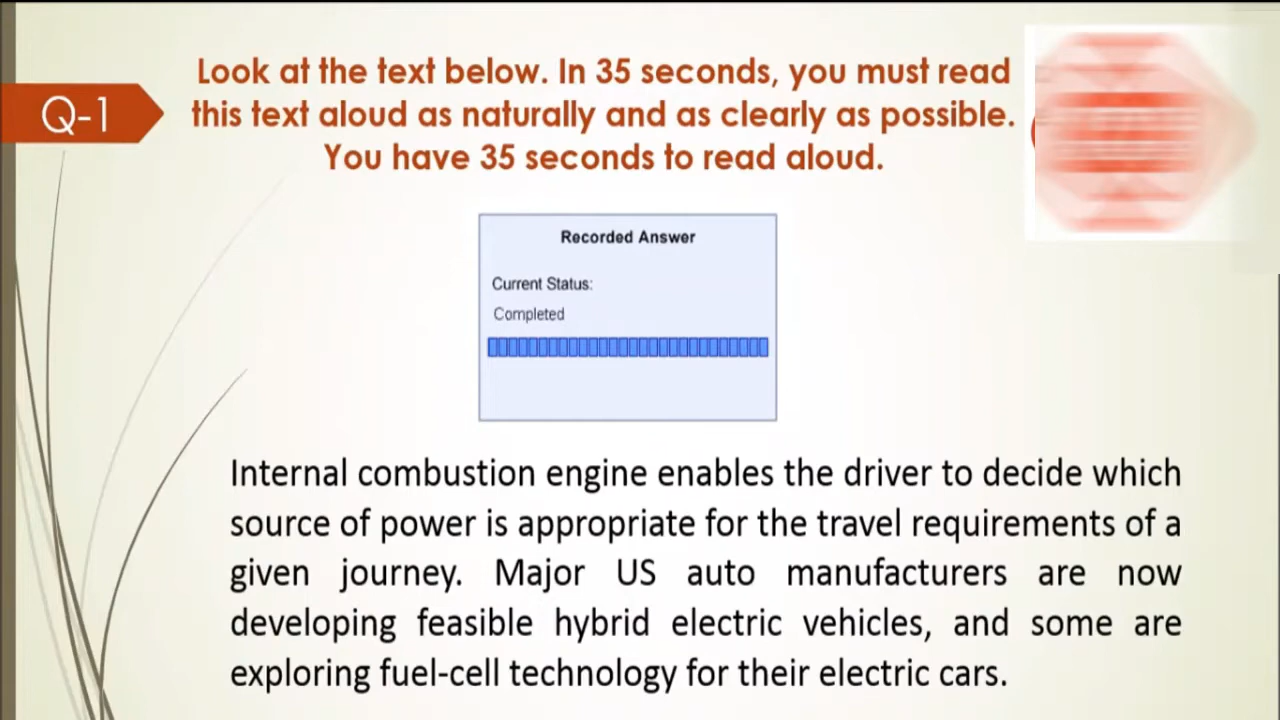 Q-1
Look at the text below. In 35 seconds, you must read
this text aloud as naturally and as clearly as possible.
You have 35 seconds to read aloud.
Recorded Answer
Current Status:
Completed
Internal combustion engine enables the driver to decide which
source of power is appropriate for the travel requirements of a
given journey. Major US auto manufacturers are now
developing feasible hybrid electric vehicles, and some are
exploring fuel-cell technology for their electric cars.